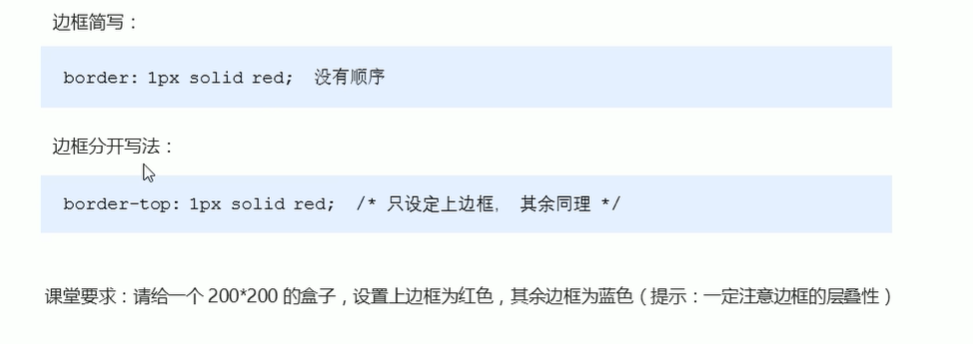 边框简写：
border: 1px solid red;  没有顺序
边框分开写法：
border-top: 1px solid red;  /* 只设定上边框， 其余同理 */
课堂要求：请给一个 200*200 的盒子，设置上边框为红色，其余边框为蓝色（提示：一定注意边框的层叠性）